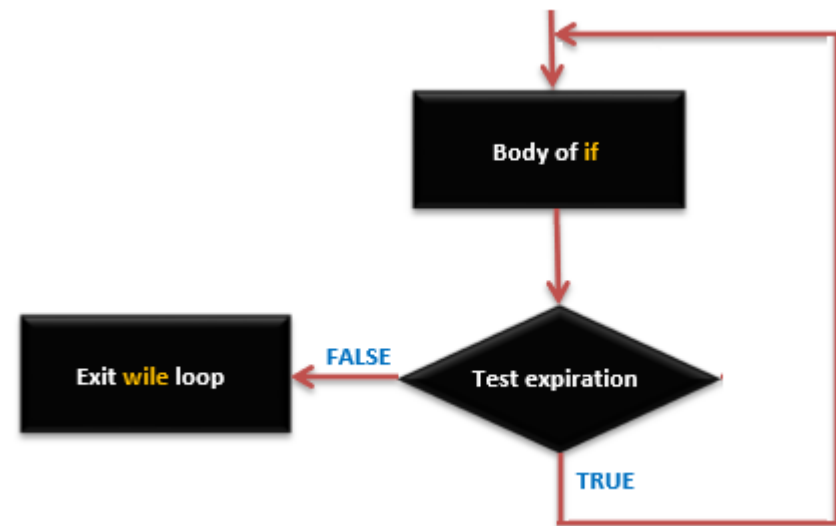 Body of if
FALSE
Exit wile loop
Test expiration
TRUE